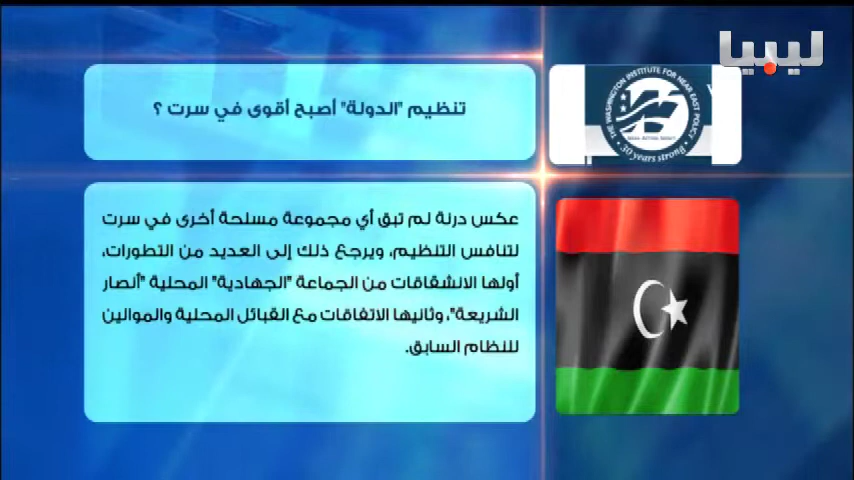 ليبيا
THE WASHINGTON INSTITUTE FOR NEAR EAST POLICY
30 years strong
تنظيم "الدولة" أصبح أقوى في سرت ؟
عكس درنة لم تبق أي مجموعة مسلحة أخرى في سرت
لتنافس التنظيم، ويرجع ذلك إلى العديد من التطورات،
أولها الانشقاقات من الجماعة "الجهادية" المحلية "أنصار
الشريعة"، وثانيها الاتفاقات مع القبائل المحلية والموالين
للنظام السابق.